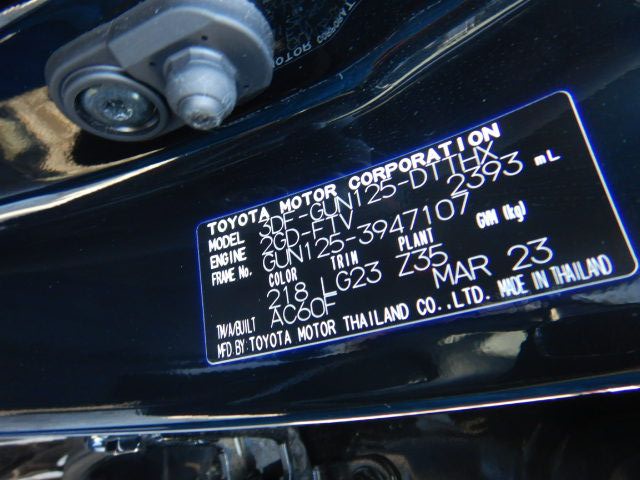 TOYOTA MOTOR CORPORATION
MODEL 3DF-GUN125-DTTHX
ENGINE 2GD-FTV 2393 mL
FRAME No. GUN125-3947107
COLOR TRIM PLANT GVM (kg)
218 LG23 Z35
TM/A/BUILT AC60F MAR 23
MFD.BY: TOYOTA MOTOR THAILAND CO.,LTD. MADE IN THAILAND